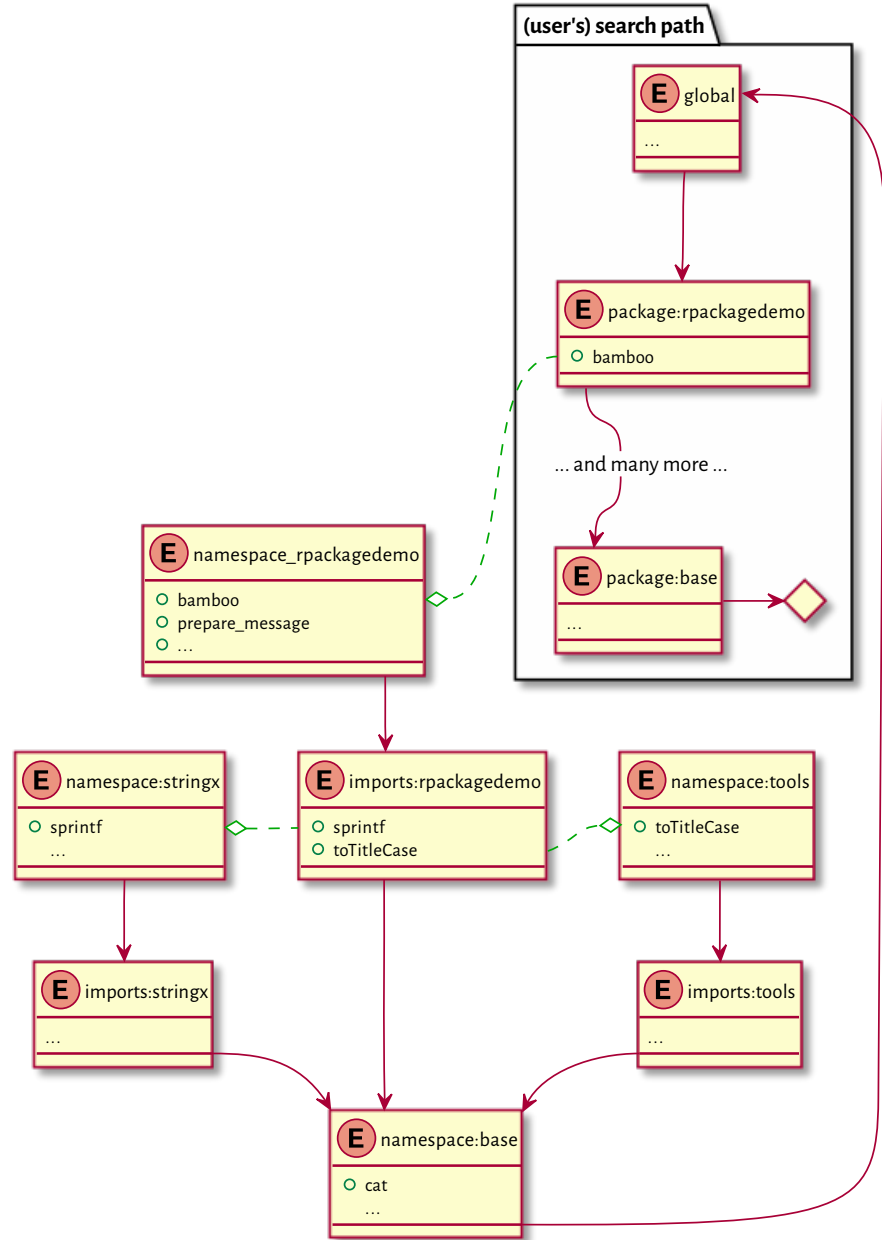 (user's) search path
E global
...
E package:rpackagedemo
bamboo
... and many more ...
E namespace_rpackagedemo
bamboo
prepare_message
...
E package:base
...
E namespace:stringx
sprintf
...
E imports:rpackagedemo
sprintf
toTitleCase
E namespace:tools
toTitleCase
...
E imports:stringx
...
E imports:tools
...
E namespace:base
cat
...